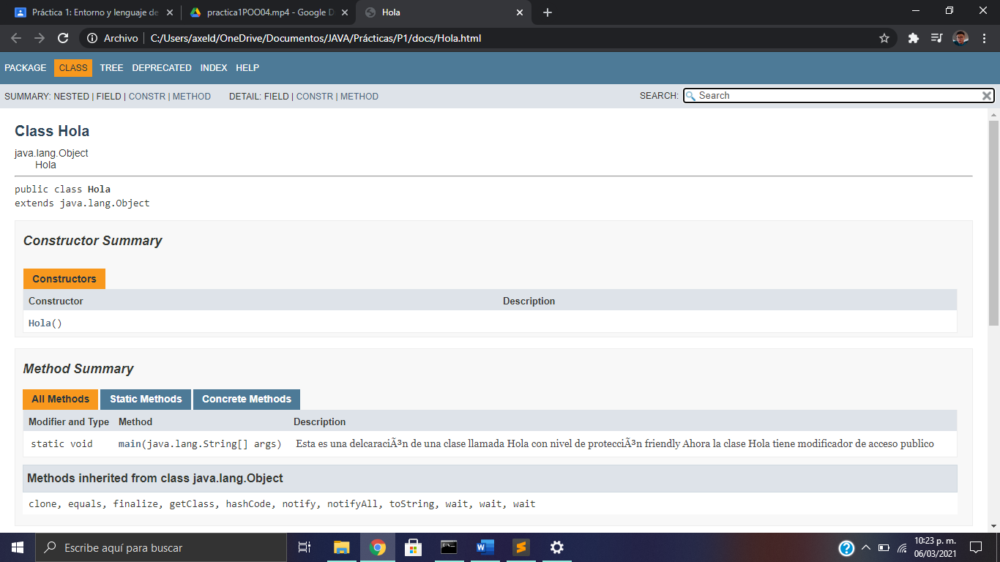 Práctica 1: Entorno y lenguaje de
practica1POO04.mp4 - Google D
Hola
Archivo
C:/Users/axeld/OneDrive/Documentos/JAVA/Prácticas/P1/docs/Hola.html
PACKAGE CLASS TREE DEPRECATED INDEX HELP
SUMMARY: NESTED | FIELD | CONSTR | METHOD DETAIL: FIELD | CONSTR | METHOD SEARCH: Search
Class Hola
java.lang.Object
Hola
public class Hola
extends java.lang.Object
Constructor Summary
Constructors
Constructor Description
Hola()
Method Summary
All Methods Static Methods Concrete Methods
Modifier and Type Method Description
static void main(java.lang.String[] args) Esta es una delcaraciÃ³n de una clase llamada Hola con nivel de protecciÃ³n friendly Ahora la clase Hola tiene modificador de acceso publico
Methods inherited from class java.lang.Object
clone, equals, finalize, getClass, hashCode, notify, notifyAll, toString, wait, wait, wait
Escribe aquí para buscar
10:23 p. m.
06/03/2021